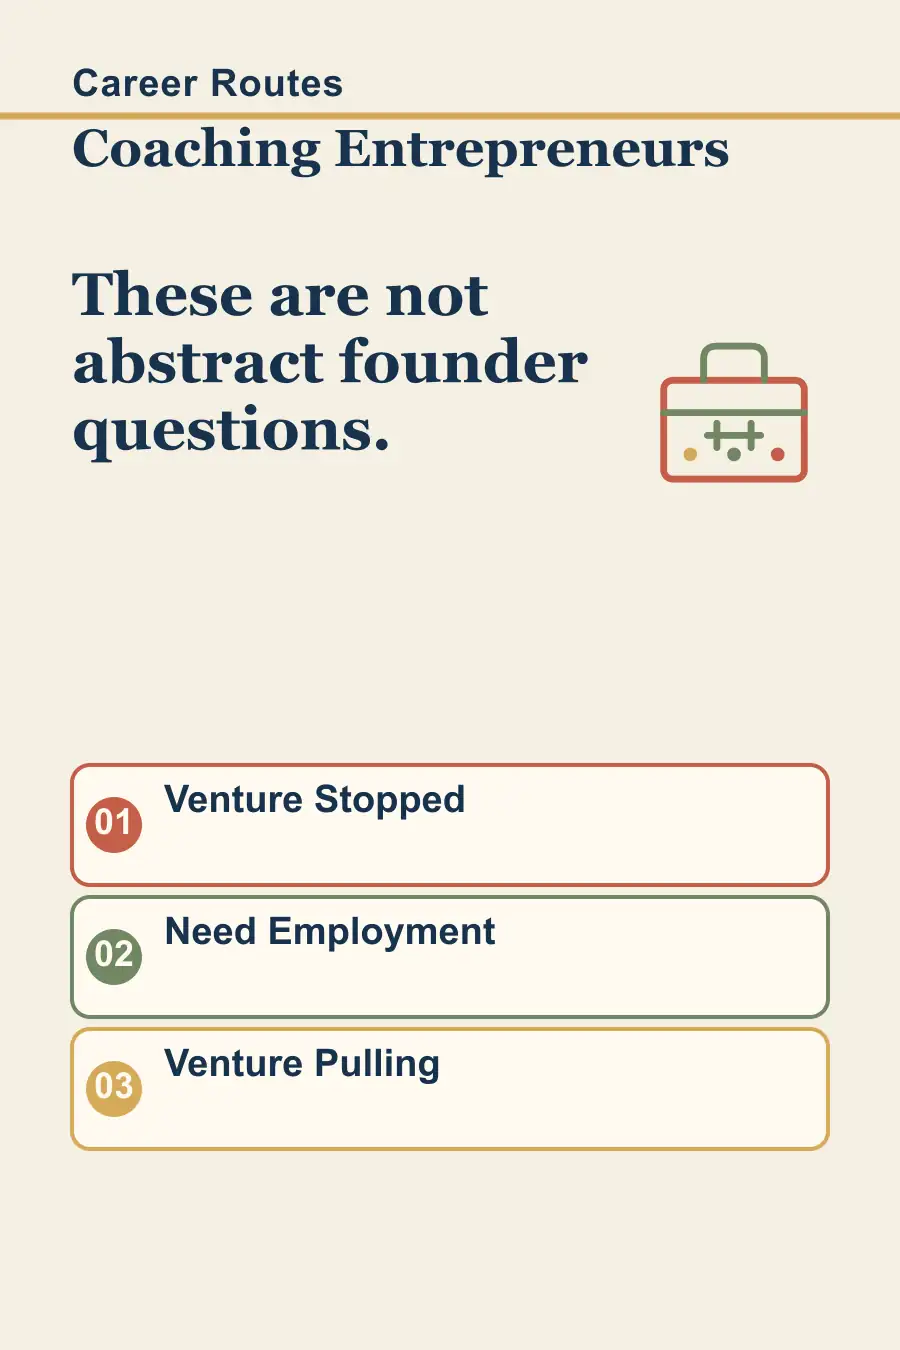 Career Routes
Coaching Entrepreneurs
These are not
abstract founder
questions.
01 Venture Stopped
02 Need Employment
03 Venture Pulling